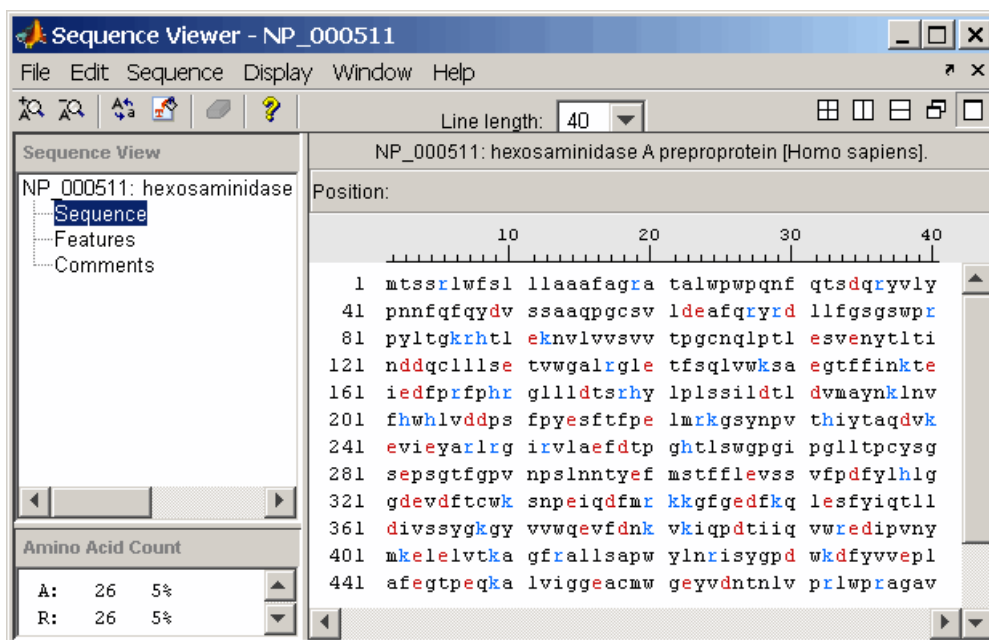 Sequence Viewer - NP_000511
File Edit Sequence Display Window Help
Line length: 40
Sequence View
NP_000511: hexosaminidase A preproprotein [Homo sapiens].
NP_000511: hexosaminidase
Position:
Sequence
Features
Comments
10 20 30 40
1 mtssrlwfsl llaaafagra talwpwpqnf qtsdqryvly
41 pnnfqfqydv ssaaqpgcsv ldeafqryrd llfgsgswpr
81 pyltgkrhtl eknvlvvsvv tpgcnqlptl esvenytlti
121 nddqclllse tvwgalrgle tfsqlvwksa egtffinkte
161 iedfprfphr gllldtsrhy lplssildtl dvmaynklnv
201 fhwhlvddps fpyesftfpe lmrkgsynpv thiytaqdvk
241 evieyarlrg irvlaefdtp ghtlswgpgi pglltpcysg
281 sepsgtfgpv npslnntyef mstfflevss vfpdfylhlg
321 gdevdftcwk snpeiqdfmr kkgfgedfkq lesfyiqtll
361 divssygkgy vvwqevfdnk vkiqpdtiiq vwredipvny
401 mkelelvtka gfrallsapw ylnrisygpd wkdfyvvepl
441 afegtpeqka lviggeacmw geyvdntnlv prlwpragav
Amino Acid Count
A: 26 5%
R: 26 5%